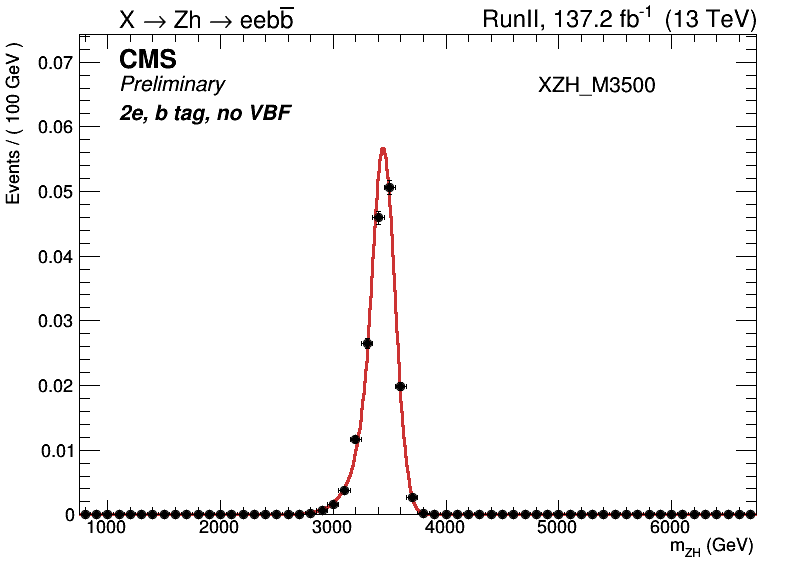 X → Zh → eebb̅
RunII, 137.2 fb⁻¹ (13 TeV)
CMS
Preliminary
2e, b tag, no VBF
XZH_M3500
Events / ( 100 GeV )
0.07
0.06
0.05
0.04
0.03
0.02
0.01
0
1000 2000 3000 4000 5000 6000
m_ZH (GeV)